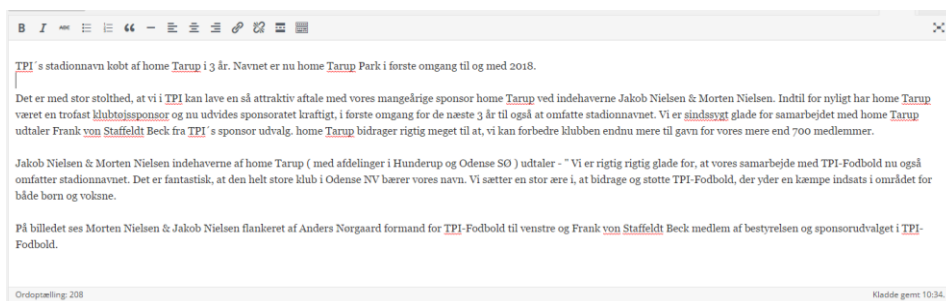 B I ABC
TPI´s stadionnavn købt af home Tarup i 3 år. Navnet er nu home Tarup Park i første omgang til og med 2018.
Det er med stor stolthed, at vi i TPI kan lave en så attraktiv aftale med vores mangeårige sponsor home Tarup ved indehaverne Jakob Nielsen & Morten Nielsen. Indtil for nyligt har home Tarup
været en trofast klubtøjssponsor og nu udvides sponsoratet kraftigt, i første omgang for de næste 3 år til også at omfatte stadionnavnet. Vi er sindssygt glade for samarbejdet med home Tarup
udtaler Frank von Staffeldt Beck fra TPI´s sponsor udvalg. home Tarup bidrager rigtig meget til at, vi kan forbedre klubben endnu mere til gavn for vores mere end 700 medlemmer.
Jakob Nielsen & Morten Nielsen indehaverne af home Tarup ( med afdelinger i Hunderup og Odense SØ ) udtaler - " Vi er rigtig rigtig glade for, at vores samarbejde med TPI-Fodbold nu også
omfatter stadionnavnet. Det er fantastisk, at den helt store klub i Odense NV bærer vores navn. Vi sætter en stor ære i, at bidrage og støtte TPI-Fodbold, der yder en kæmpe indsats i området for
både børn og voksne.
På billedet ses Morten Nielsen & Jakob Nielsen flankeret af Anders Nørgaard formand for TPI-Fodbold til venstre og Frank von Staffeldt Beck medlem af bestyrelsen og sponsorudvalget i TPI-
Fodbold.
Ordoptælling: 208
Kladde gemt 10:34.